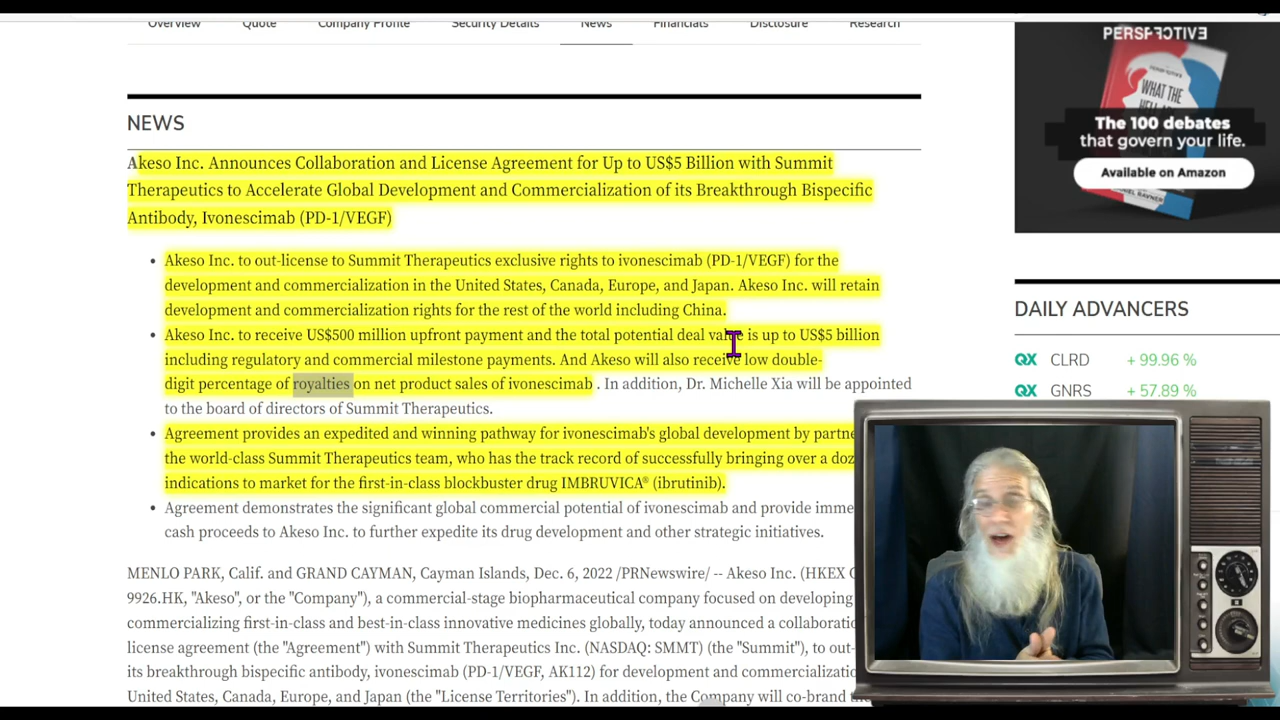 Overview Quote Company Profile Security Details News Financials Disclosure Research
NEWS
Akeso Inc. Announces Collaboration and License Agreement for Up to US$5 Billion with Summit
Therapeutics to Accelerate Global Development and Commercialization of its Breakthrough Bispecific
Antibody, Ivonescimab (PD-1/VEGF)
• Akeso Inc. to out-license to Summit Therapeutics exclusive rights to ivonescimab (PD-1/VEGF) for the
development and commercialization in the United States, Canada, Europe, and Japan. Akeso Inc. will retain
development and commercialization rights for the rest of the world including China.
• Akeso Inc. to receive US$500 million upfront payment and the total potential deal value is up to US$5 billion
including regulatory and commercial milestone payments. And Akeso will also receive low double-
digit percentage of royalties on net product sales of ivonescimab . In addition, Dr. Michelle Xia will be appointed
to the board of directors of Summit Therapeutics.
• Agreement provides an expedited and winning pathway for ivonescimab's global development by partne
the world-class Summit Therapeutics team, who has the track record of successfully bringing over a doz
indications to market for the first-in-class blockbuster drug IMBRUVICA® (ibrutinib).
• Agreement demonstrates the significant global commercial potential of ivonescimab and provide imme
cash proceeds to Akeso Inc. to further expedite its drug development and other strategic initiatives.
MENLO PARK, Calif. and GRAND CAYMAN, Cayman Islands, Dec. 6, 2022 /PRNewswire/ -- Akeso Inc. (HKEX
9926.HK, "Akeso", or the "Company"), a commercial-stage biopharmaceutical company focused on developing
commercializing first-in-class and best-in-class innovative medicines globally, today announced a collaboratio
license agreement (the "Agreement") with Summit Therapeutics Inc. (NASDAQ: SMMT) (the "Summit"), to out-
its breakthrough bispecific antibody, ivonescimab (PD-1/VEGF, AK112) for development and commercializatio
United States, Canada, Europe, and Japan (the "License Territories"). In addition, the Company will co-brand
PERSPECTIVE
WHAT THE
The 100 debates
that govern your life.
Available on Amazon
DAILY ADVANCERS
QX CLRD + 99.96 %
QX GNRS + 57.89 %